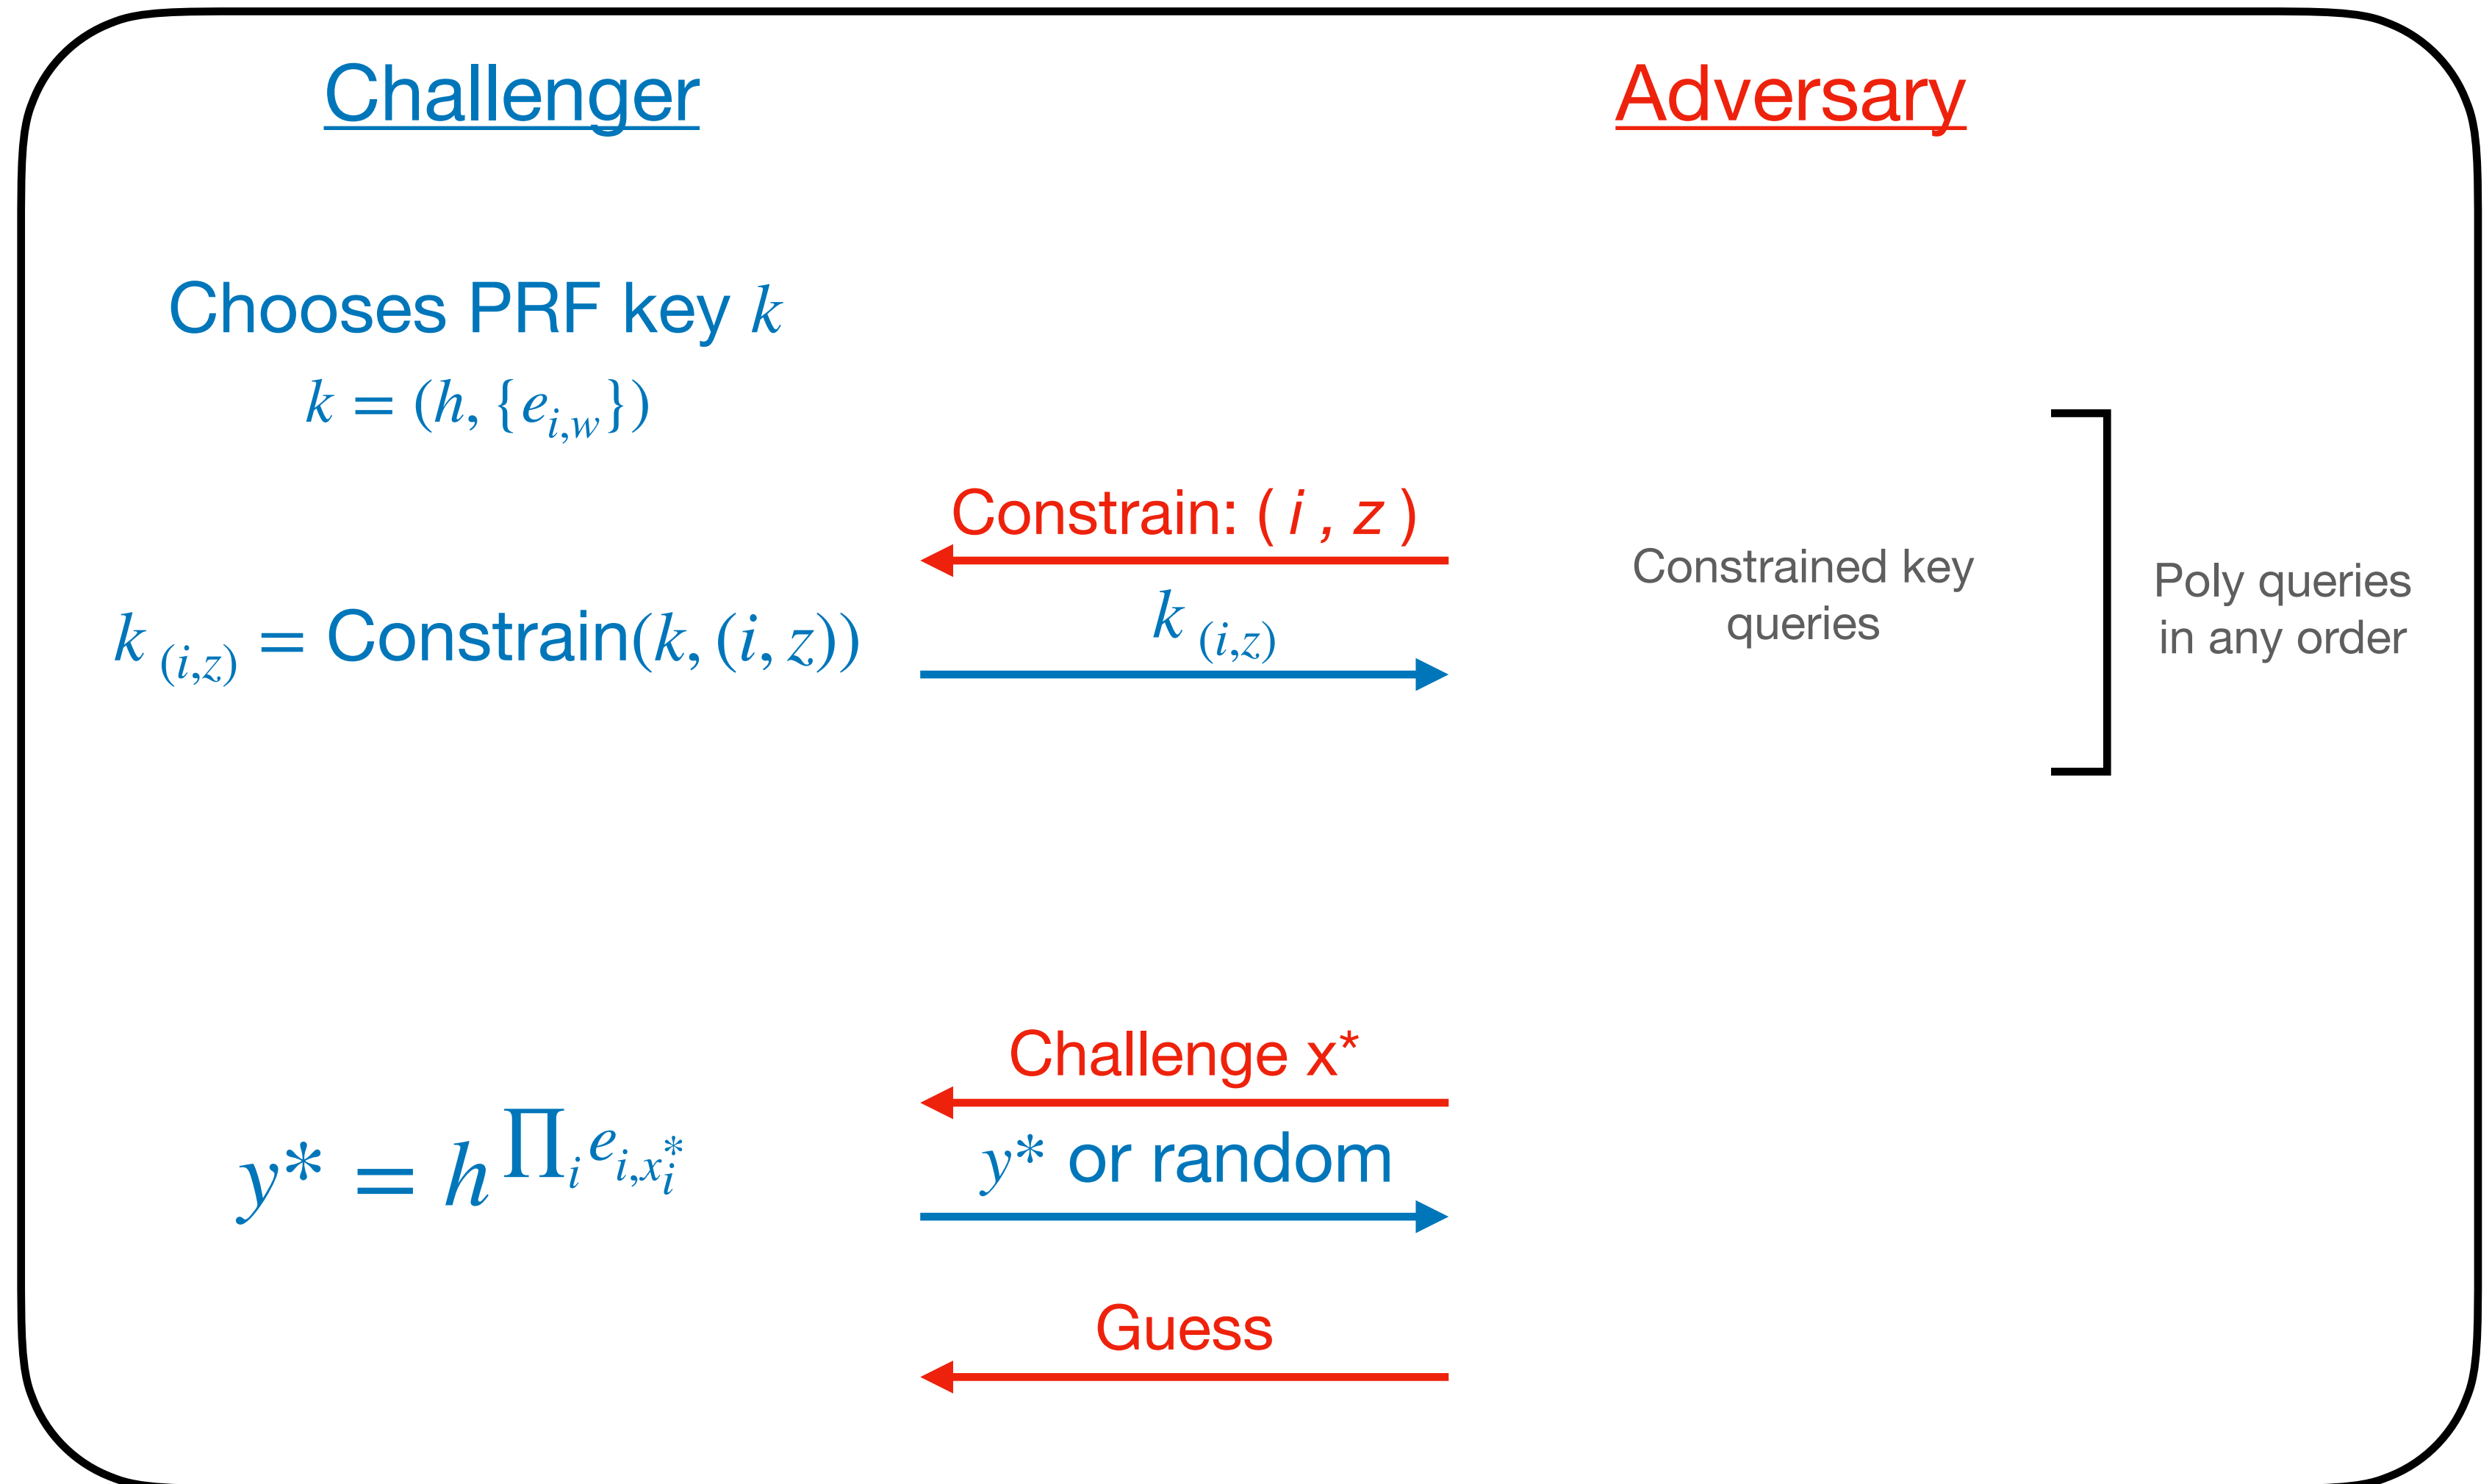 Challenger
Adversary
Chooses PRF key k
k = (h, {e_{i,w}})
Constrain: ( i , z )
k_{(i,z)} = Constrain(k, (i, z))
k_{(i,z)}
Constrained key
queries
Poly queries
in any order
Challenge x*
y* = h^{∏_i e_{i,x_i^*}}
y* or random
Guess